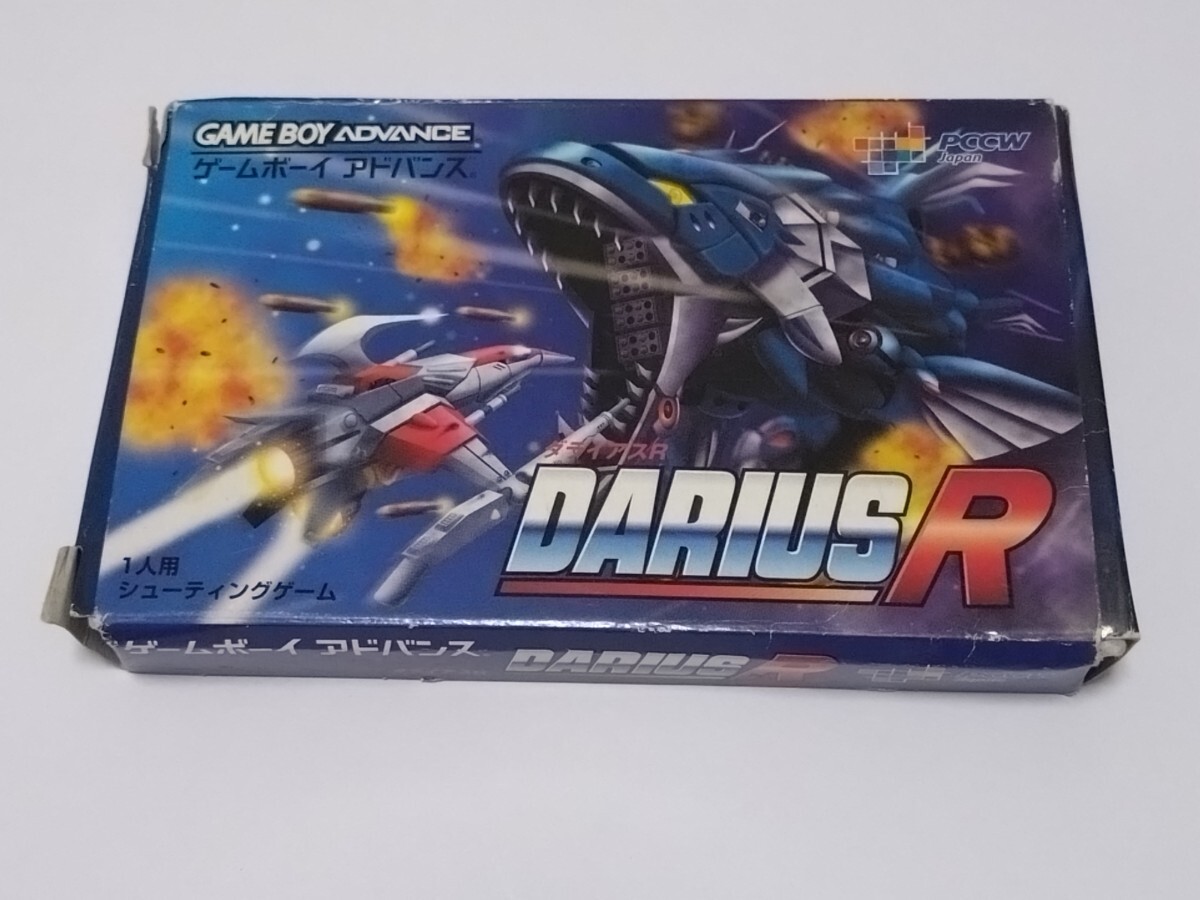 GAME BOY ADVANCE
ゲームボーイ アドバンス
PCCW
Japan
ダライアスR
DARIUS R
1人用
シューティングゲーム
ゲームボーイ アドバンス
DARIUS R